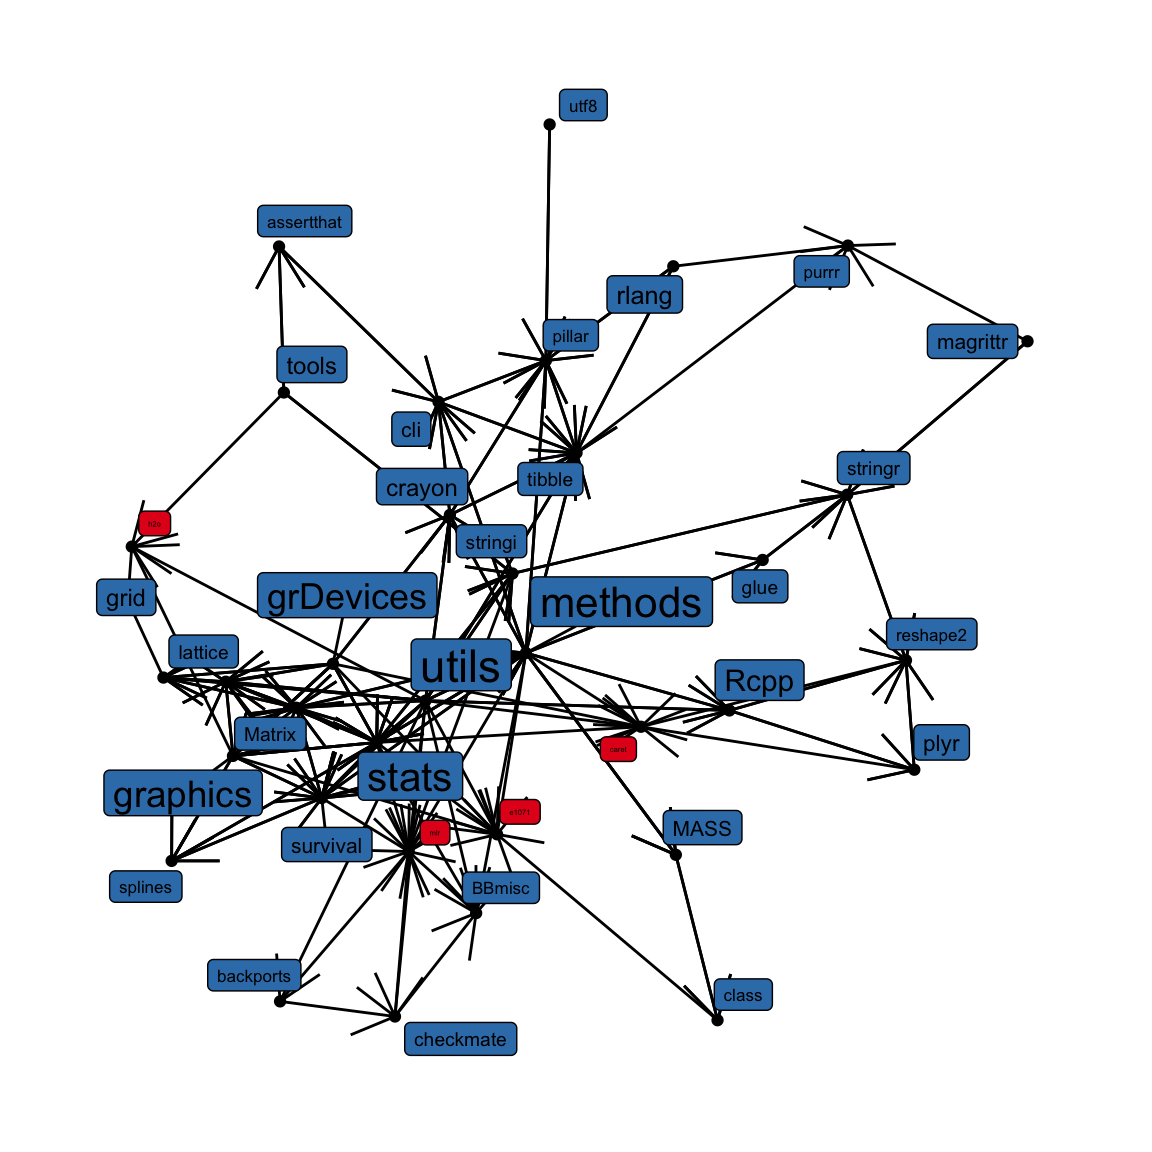 utf8
assertthat
purrr
rlang
pillar
magrittr
tools
cli
stringr
tibble
crayon
h2o
stringi
glue
grid
grDevices
methods
reshape2
lattice
utils
Rcpp
Matrix
plyr
caret
stats
graphics
e1071
MASS
mlr
survival
splines
BBmisc
backports
class
checkmate